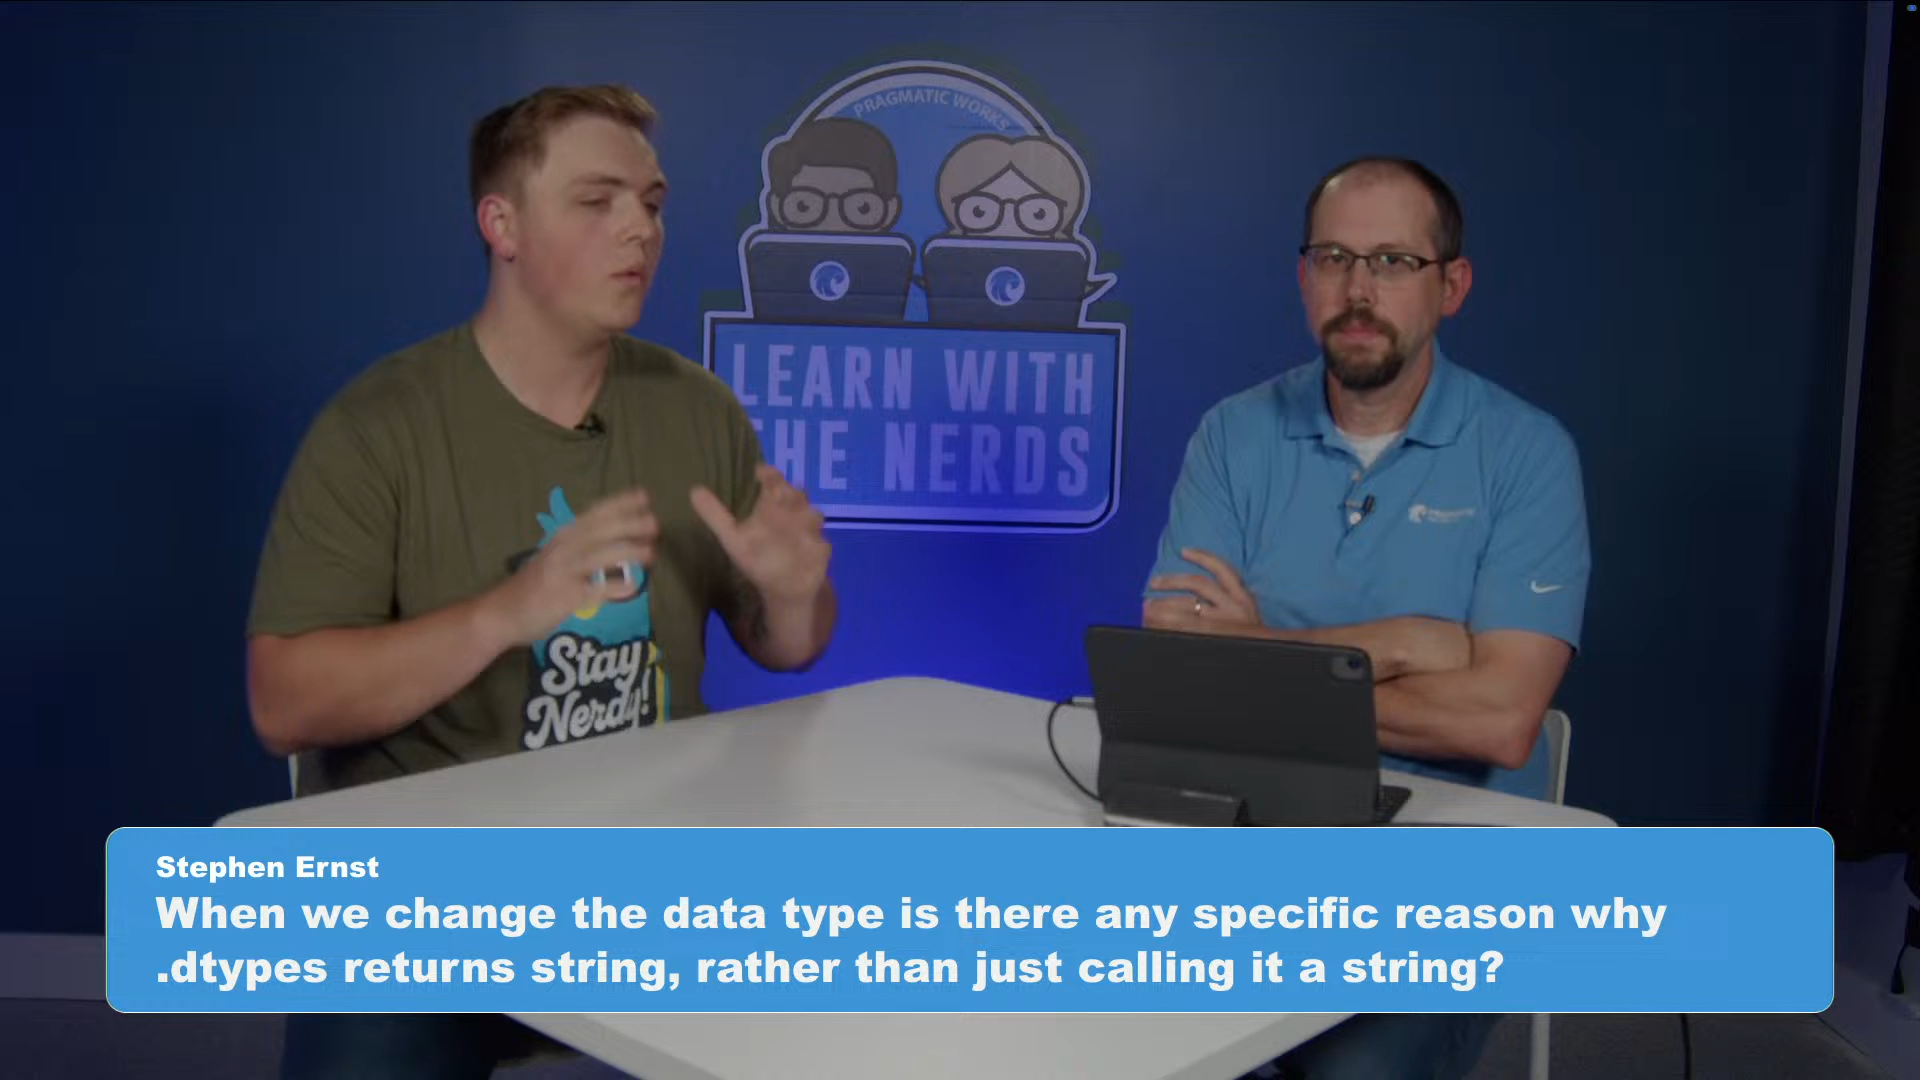 PRAGMATIC WORKS
LEARN WITH
THE NERDS
Stay
Nerdy!
Stephen Ernst
When we change the data type is there any specific reason why
.dtypes returns string, rather than just calling it a string?